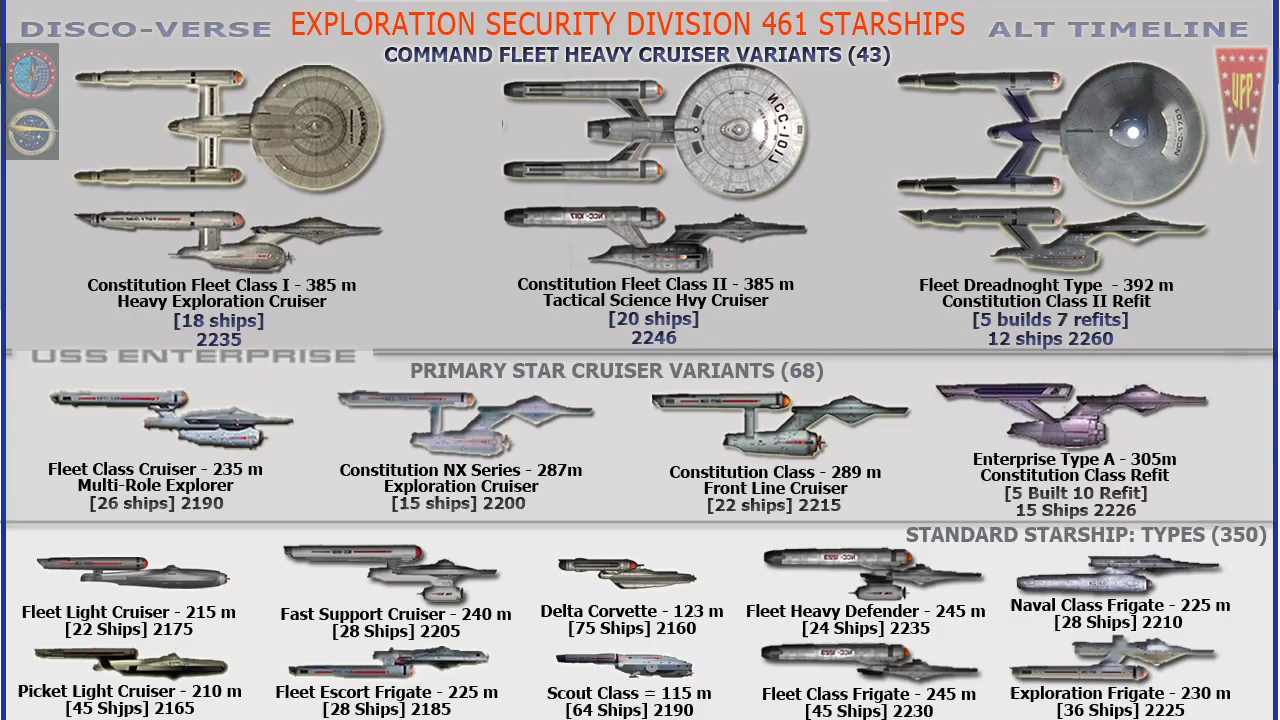 DISCO-VERSE
EXPLORATION SECURITY DIVISION 461 STARSHIPS
ALT TIMELINE
COMMAND FLEET HEAVY CRUISER VARIANTS (43)
UFP
NCC-1017
NCC-1017
Constitution Fleet Class I - 385 m
Heavy Exploration Cruiser
[18 ships]
2235
Constitution Fleet Class II - 385 m
Tactical Science Hvy Cruiser
[20 ships]
2246
Fleet Dreadnoght Type - 392 m
Constitution Class II Refit
[5 builds 7 refits]
12 ships 2260
USS ENTERPRISE
PRIMARY STAR CRUISER VARIANTS (68)
Fleet Class Cruiser - 235 m
Multi-Role Explorer
[26 ships] 2190
Constitution NX Series - 287m
Exploration Cruiser
[15 ships] 2200
Constitution Class - 289 m
Front Line Cruiser
[22 ships] 2215
Enterprise Type A - 305m
Constitution Class Refit
[5 Built 10 Refit]
15 Ships 2226
STANDARD STARSHIP: TYPES (350)
Fleet Light Cruiser - 215 m
[22 Ships] 2175
Fast Support Cruiser - 240 m
[28 Ships] 2205
Delta Corvette - 123 m
[75 Ships] 2160
NCC-1553
Fleet Heavy Defender - 245 m
[24 Ships] 2235
Naval Class Frigate - 225 m
[28 Ships] 2210
Picket Light Cruiser - 210 m
[45 Shjps] 2165
Fleet Escort Frigate - 225 m
[28 Ships] 2185
Scout Class = 115 m
[64 Ships] 2190
NCC-1553
Fleet Class Frigate - 245 m
[45 Ships] 2230
Exploration Frigate - 230 m
[36 Ships] 2225